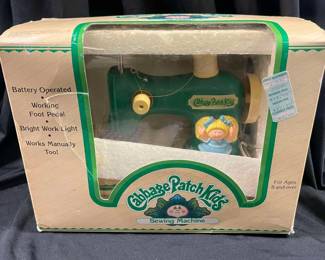 Battery Operated
Working
Foot Pedal
Bright Work Light
Works Manually
Too!
Cabbage Patch Kids
Cabbage Patch Kids
Sewing Machine
For Ages